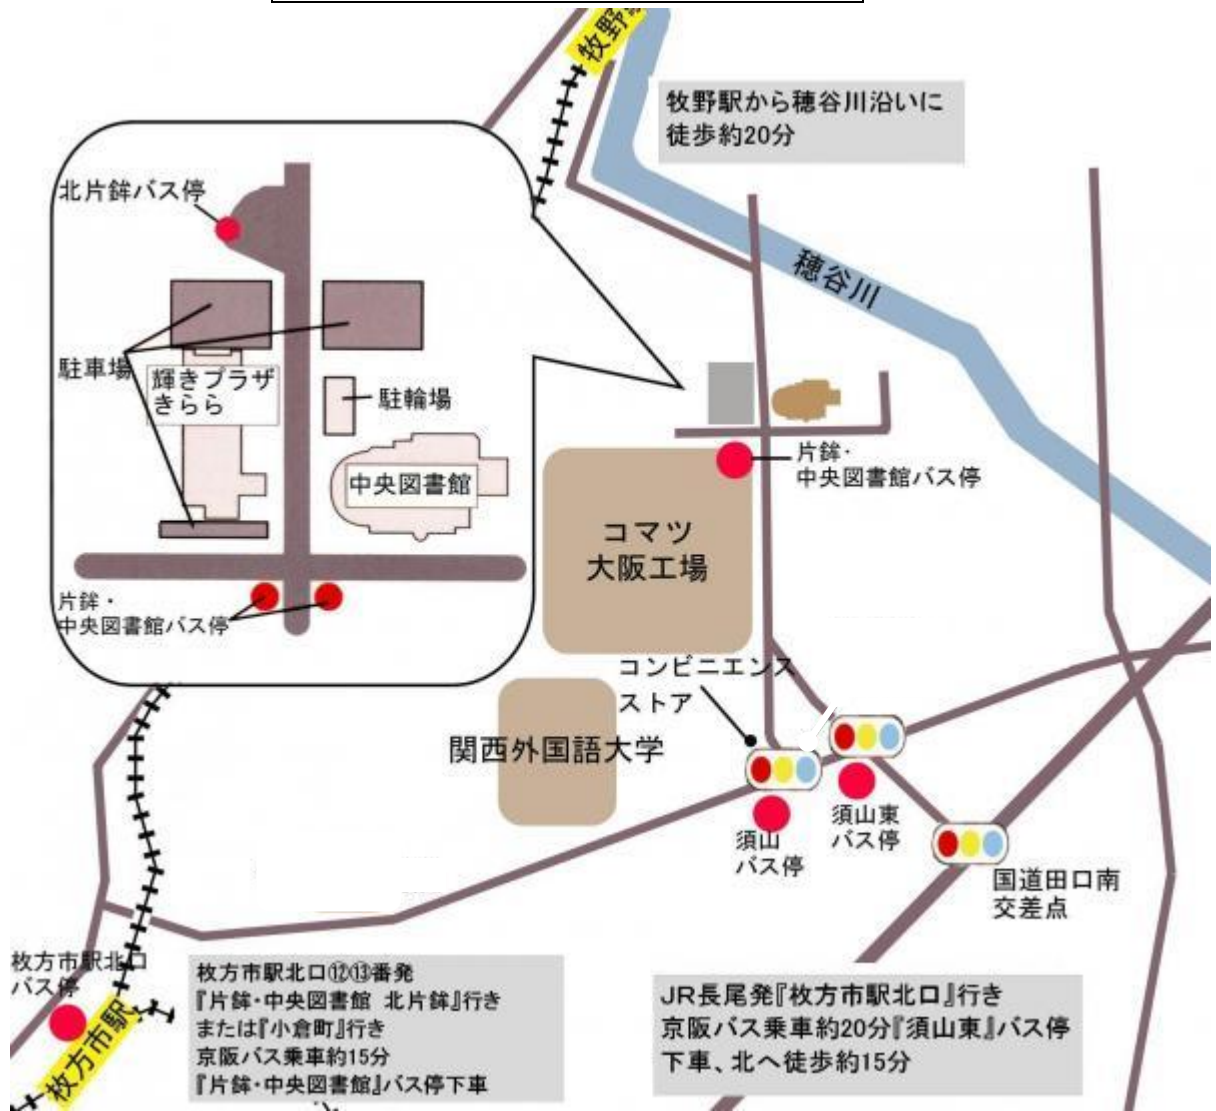 牧野駅
牧野駅から穂谷川沿いに
徒歩約20分
北片鉾バス停
穂谷川
駐車場
輝きプラザ
きらら
駐輪場
中央図書館
片鉾・
中央図書館バス停
片鉾・
中央図書館バス停
コマツ
大阪工場
コンビニエンス
ストア
関西外国語大学
須山
バス停
須山東
バス停
国道田口南
交差点
枚方市駅北口
バス停
枚方市駅
枚方市駅北口⑫⑬番発
『片鉾・中央図書館 北片鉾』行き
または『小倉町』行き
京阪バス乗車約15分
『片鉾・中央図書館』バス停下車
JR長尾発『枚方市駅北口』行き
京阪バス乗車約20分『須山東』バス停
下車、北へ徒歩約15分